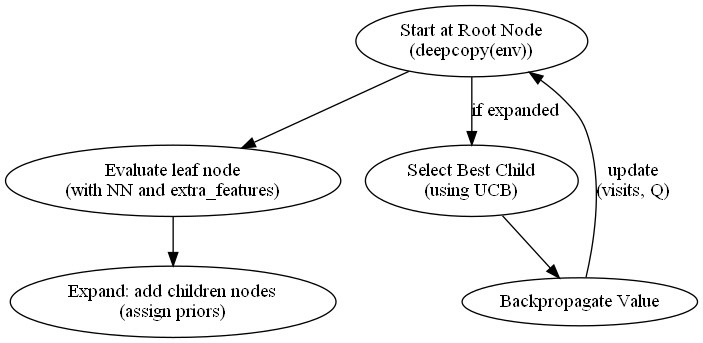 Start at Root Node
(deepcopy(env))
if expanded
Evaluate leaf node
(with NN and extra_features)
Select Best Child
(using UCB)
update
(visits, Q)
Expand: add children nodes
(assign priors)
Backpropagate Value